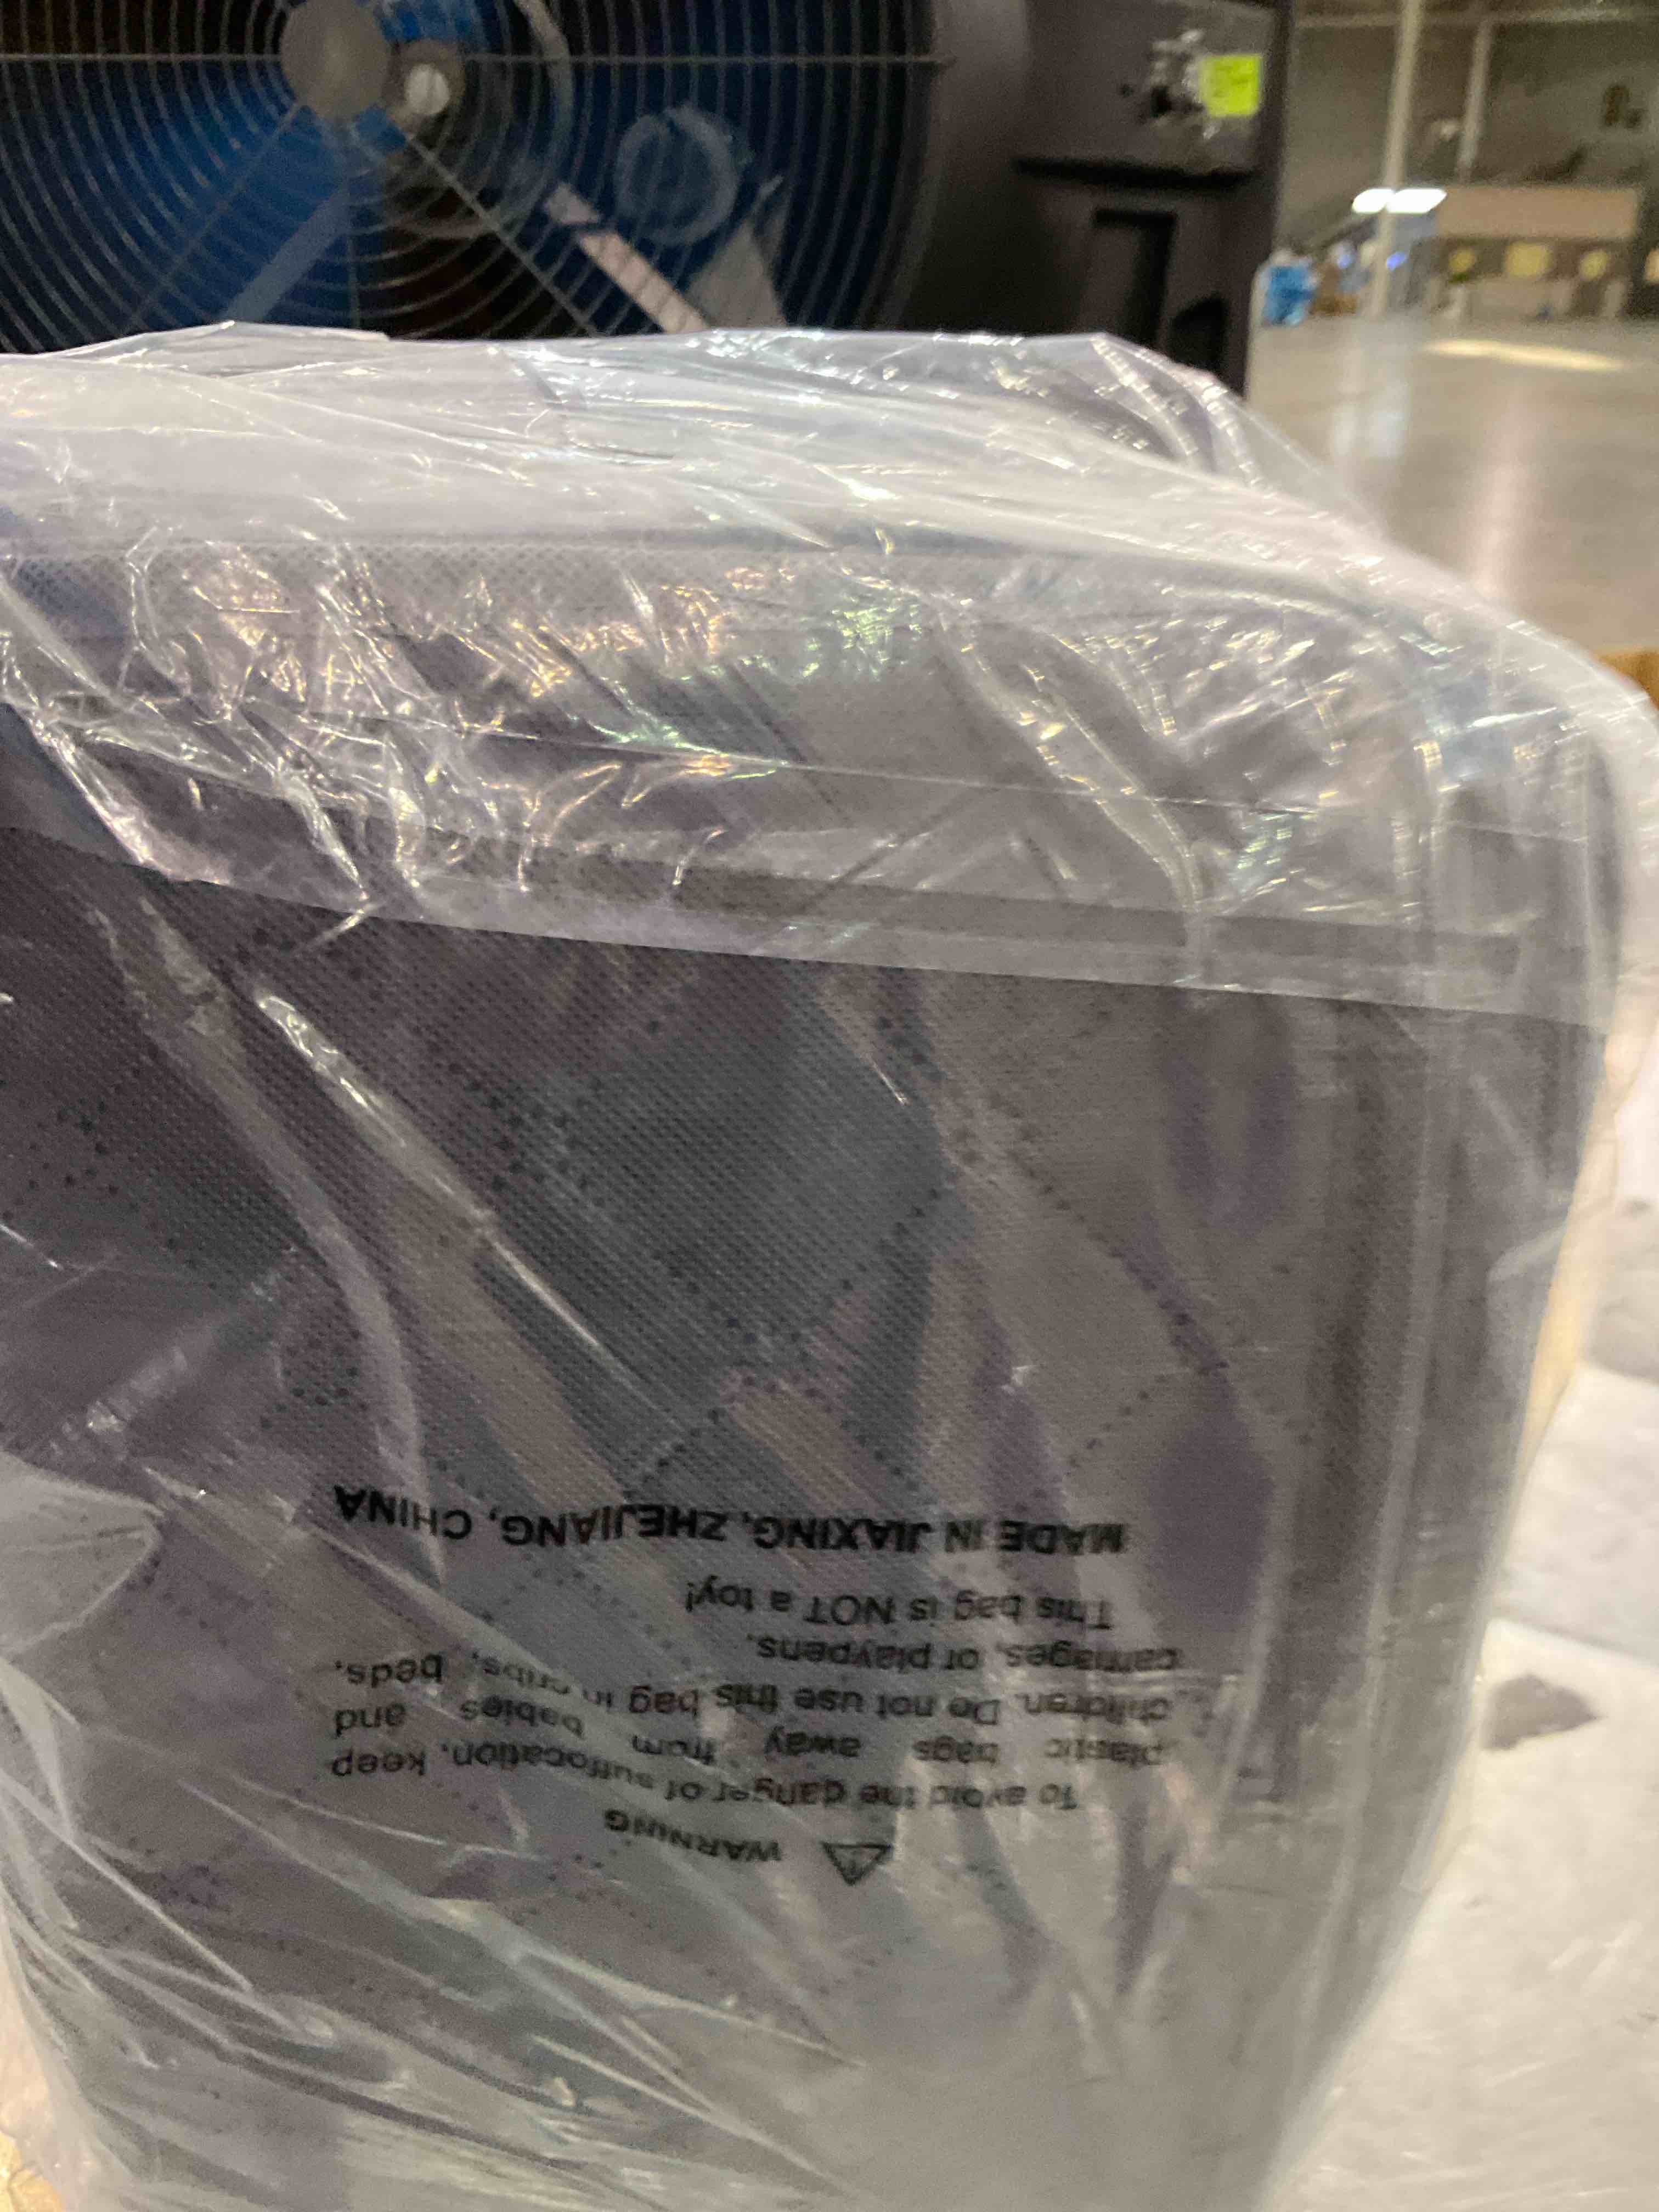 WARNING
To avoid the danger of suffocation, keep
plastic bags away from babies and
children. Do not use this bag in cribs, beds,
carriages, or playpens.
This bag is NOT a toy!
MADE IN JIAXING, ZHEJIANG, CHINA